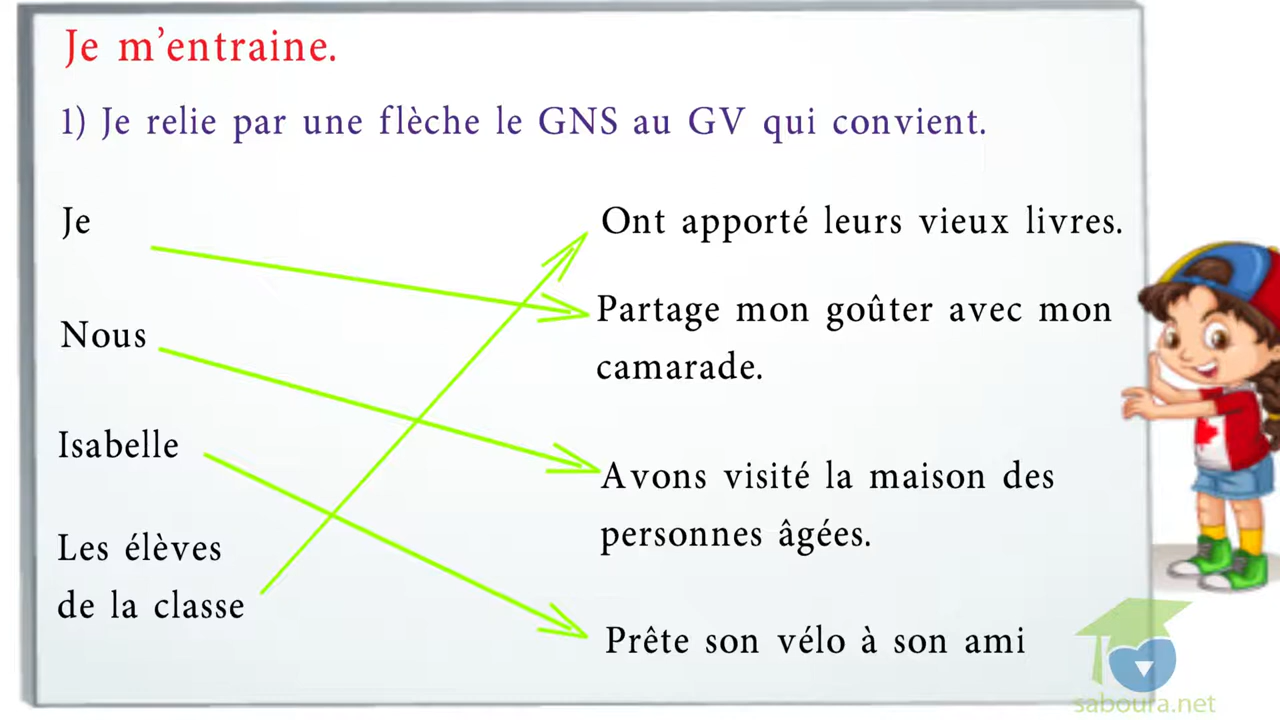 Je m'entraine.
1) Je relie par une flèche le GNS au GV qui convient.
Je
Ont apporté leurs vieux livres.
Partage mon goûter avec mon
camarade.
Nous
Isabelle
Avons visité la maison des
personnes âgées.
Les élèves
de la classe
Prête son vélo à son ami
saboura.net